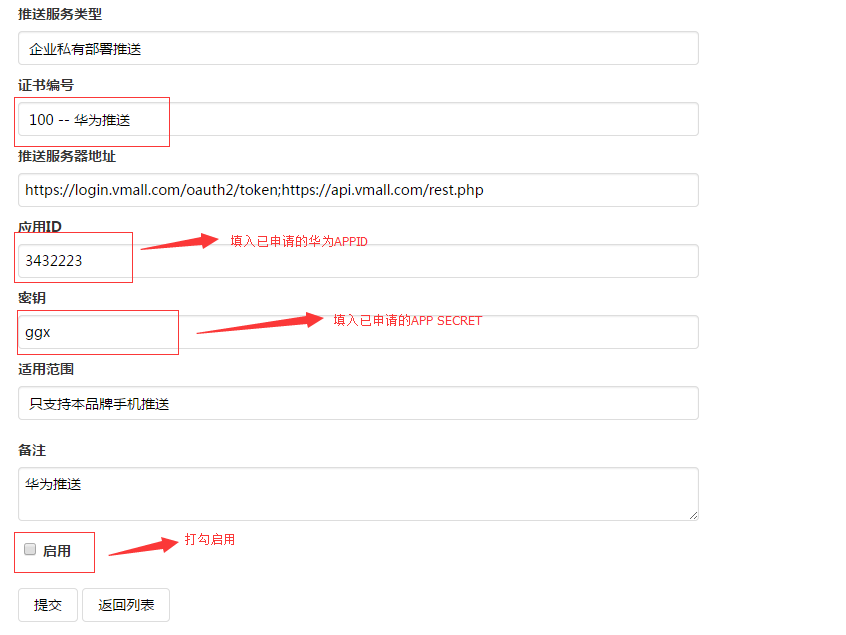 推送服务类型
企业私有部署推送
证书编号
100 -- 华为推送
推送服务器地址
https://login.vmall.com/oauth2/token;https://api.vmall.com/rest.php
应用ID
填入已申请的华为APPID
3432223
密钥
填入已申请的APP SECRET
ggx
适用范围
只支持本品牌手机推送
备注
华为推送
打勾启用
启用
提交 返回列表